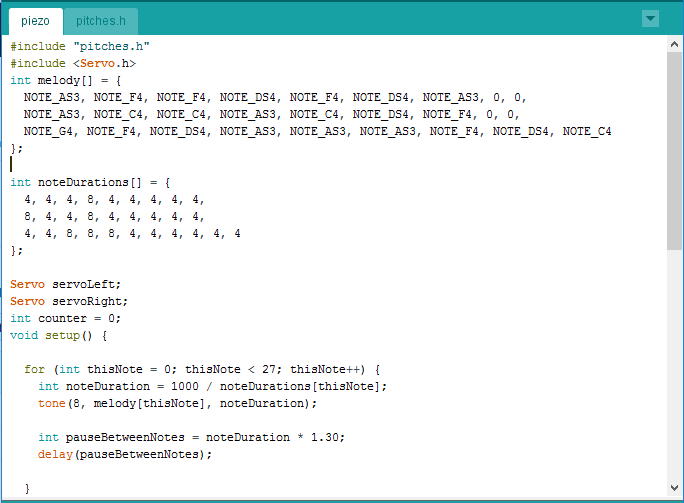 piezo pitches.h
#include "pitches.h"
#include <Servo.h>
int melody[] = {
  NOTE_AS3, NOTE_F4, NOTE_F4, NOTE_DS4, NOTE_F4, NOTE_DS4, NOTE_AS3, 0, 0,
  NOTE_AS3, NOTE_C4, NOTE_C4, NOTE_AS3, NOTE_C4, NOTE_DS4, NOTE_F4, 0, 0,
  NOTE_G4, NOTE_F4, NOTE_DS4, NOTE_AS3, NOTE_AS3, NOTE_AS3, NOTE_F4, NOTE_DS4, NOTE_C4
};
int noteDurations[] = {
  4, 4, 4, 8, 4, 4, 4, 4, 4,
  8, 4, 4, 8, 4, 4, 4, 4, 4,
  4, 4, 8, 8, 8, 4, 4, 4, 4, 4, 4
};
Servo servoLeft;
Servo servoRight;
int counter = 0;
void setup() {
  for (int thisNote = 0; thisNote < 27; thisNote++) {
    int noteDuration = 1000 / noteDurations[thisNote];
    tone(8, melody[thisNote], noteDuration);
    int pauseBetweenNotes = noteDuration * 1.30;
    delay(pauseBetweenNotes);
  }